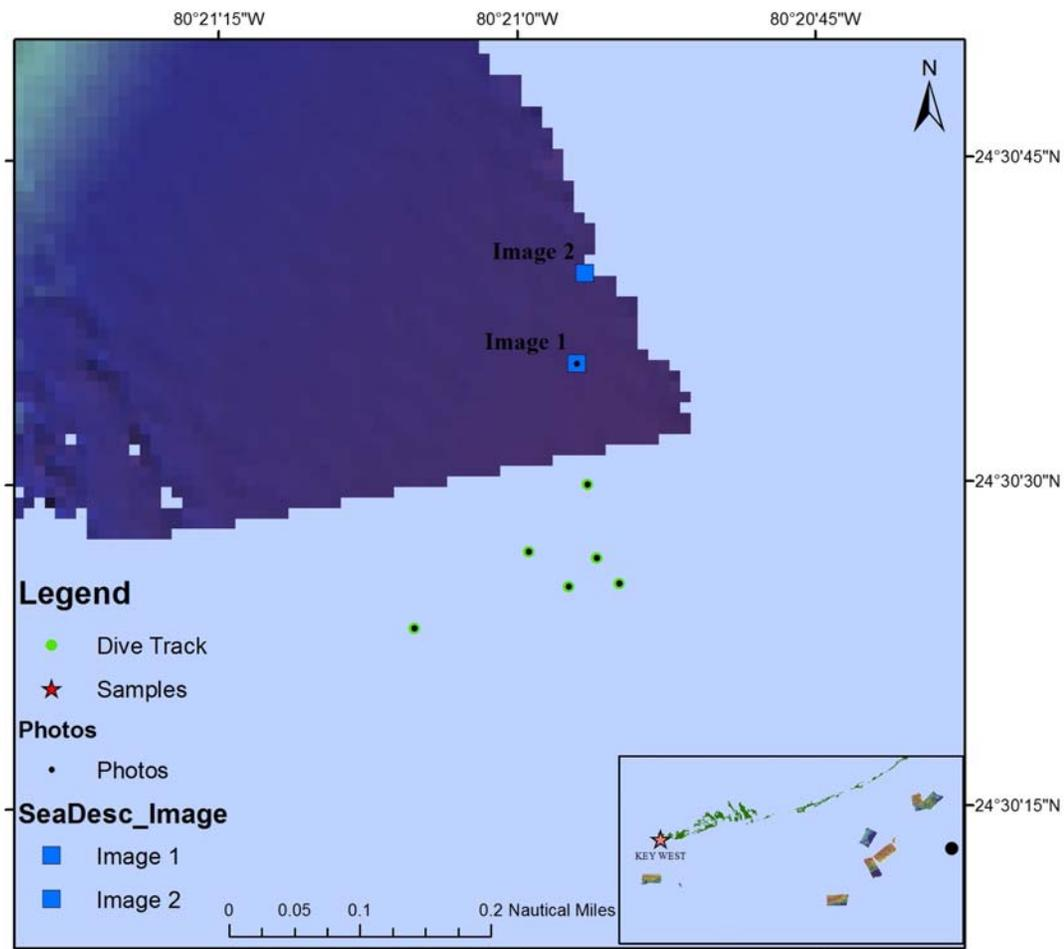 80°21'15"W
80°21'0"W
80°20'45"W
N
24°30'45"N
Image 2
Image 1
24°30'30"N
Legend
Dive Track
Samples
Photos
Photos
24°30'15"N
SeaDesc_Image
Image 1
Image 2
KEY WEST
0 0.05 0.1 0.2 Nautical Miles